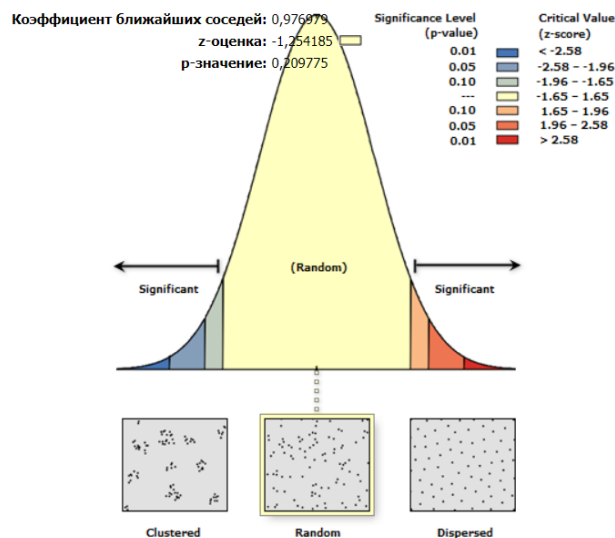 Коэффициент ближайших соседей: 0,976979
z-оценка: -1,254185
p-значение: 0,209775
Significance Level
(p-value)
Critical Value
(z-score)
0.01 < -2.58
0.05 -2.58 – -1.96
0.10 -1.96 – -1.65
--- -1.65 – 1.65
0.10 1.65 – 1.96
0.05 1.96 – 2.58
0.01 > 2.58
(Random)
Significant
Significant
Clustered
Random
Dispersed